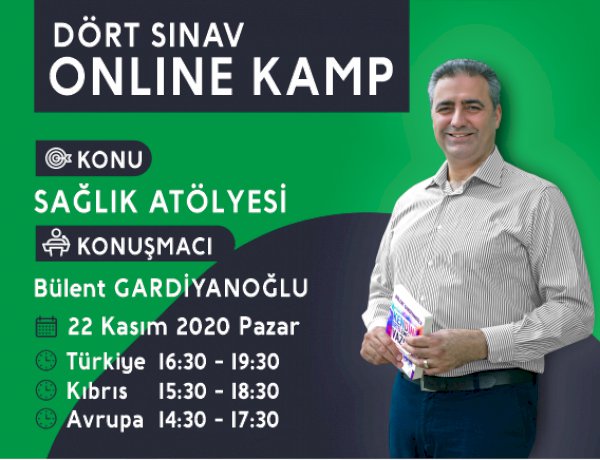 DÖRT SINAV
ONLINE KAMP
KONU
SAĞLIK ATÖLYESİ
KONUŞMACI
Bülent GARDİYANOĞLU
22 Kasım 2020 Pazar
Türkiye 16:30 - 19:30
Kıbrıs 15:30 - 18:30
Avrupa 14:30 - 17:30